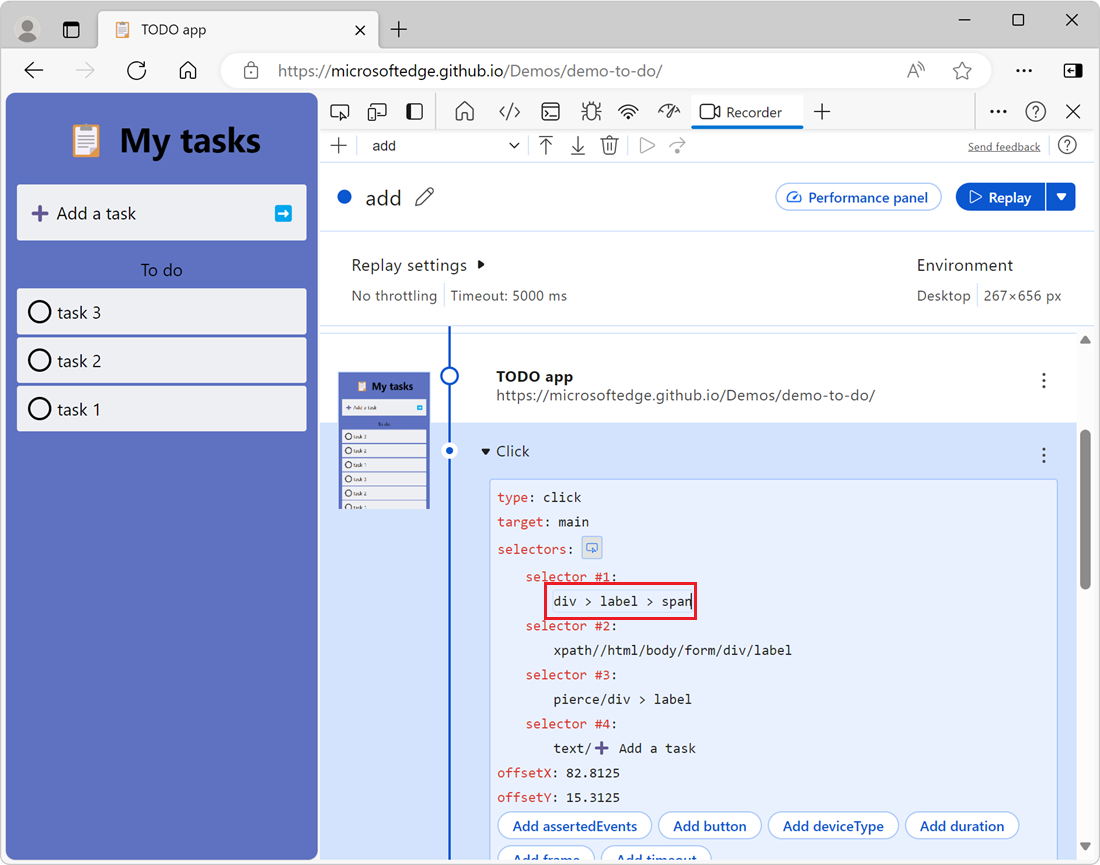 TODO app
https://microsoftedge.github.io/Demos/demo-to-do/
Recorder
add
Send feedback
My tasks
Add a task
To do
task 3
task 2
task 1
add
Performance panel
Replay
Replay settings
Environment
No throttling
Timeout: 5000 ms
Desktop
267×656 px
My tasks
Add a task
To do
task 3
task 2
task 1
task 3
task 2
task 1
TODO app
https://microsoftedge.github.io/Demos/demo-to-do/
Click
type: click
target: main
selectors:
selector #1:
div > label > span
selector #2:
xpath//html/body/form/div/label
selector #3:
pierce/div > label
selector #4:
text/➕ Add a task
offsetX: 82.8125
offsetY: 15.3125
Add assertedEvents
Add button
Add deviceType
Add duration
Add frame
Add timeout